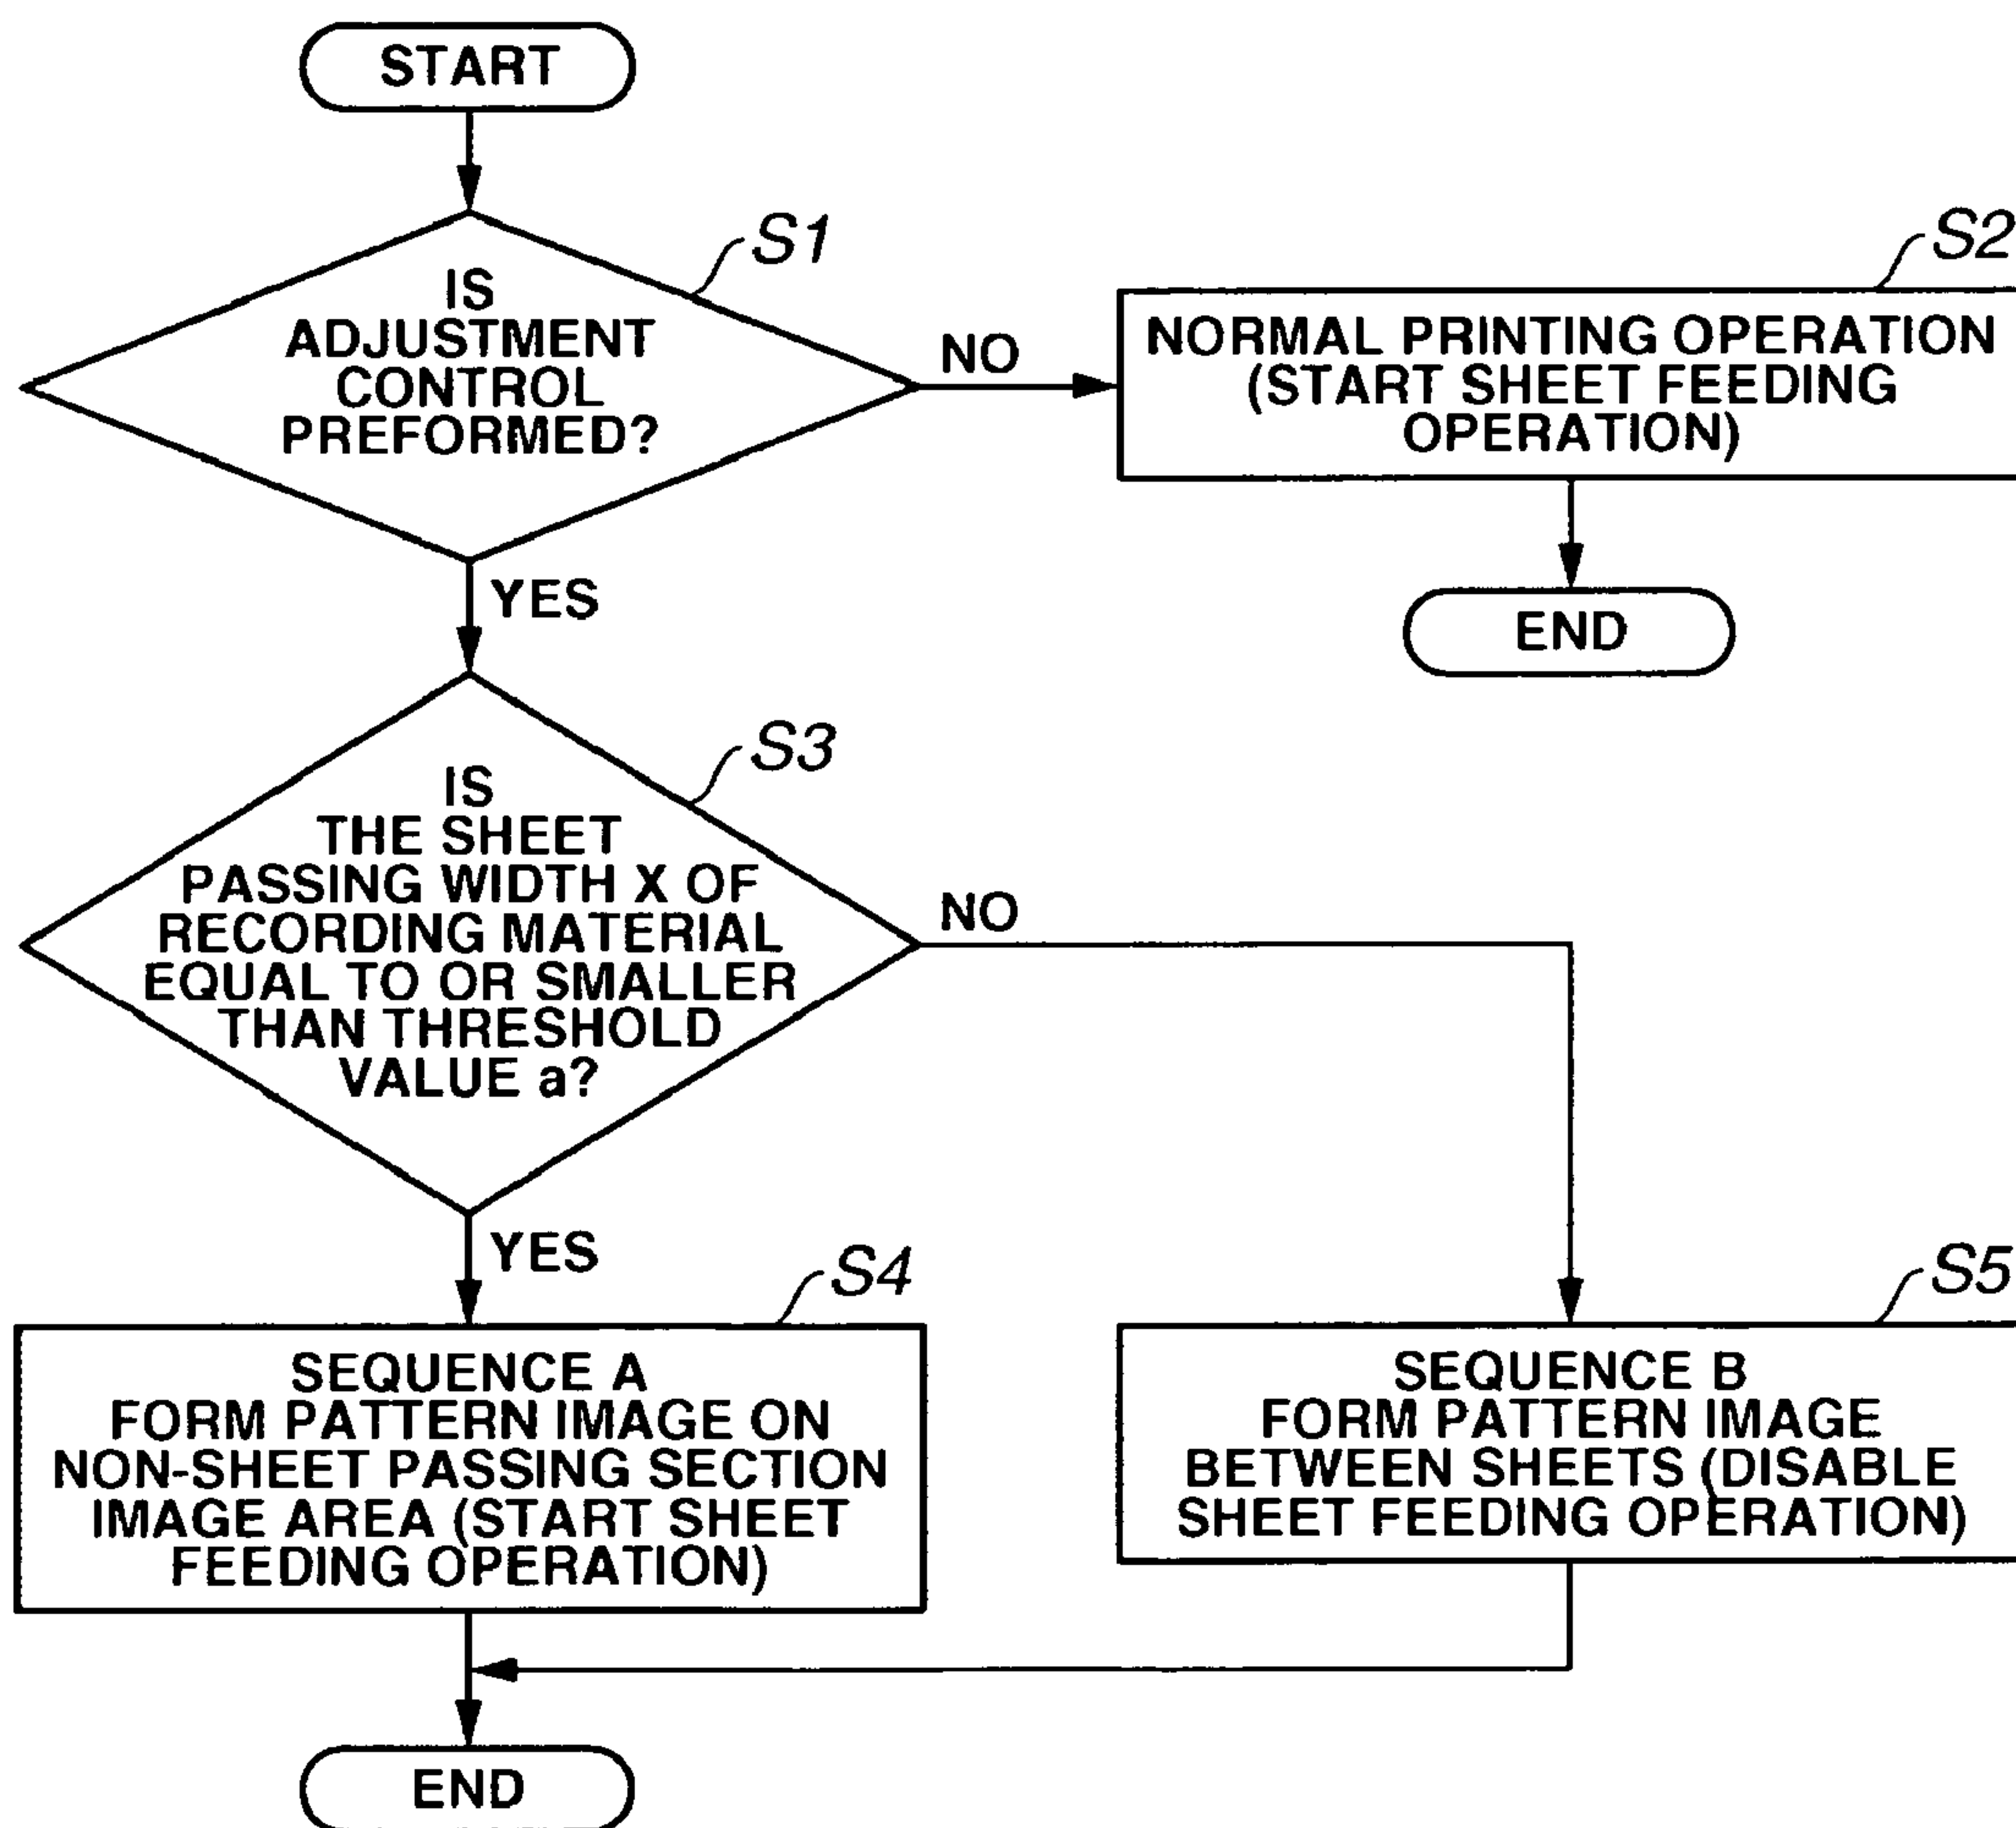 START
S1
IS
ADJUSTMENT
CONTROL
PREFORMED?
NO
S2
NORMAL PRINTING OPERATION
(START SHEET FEEDING
OPERATION)
END
YES
S3
IS
THE SHEET
PASSING WIDTH X OF
RECORDING MATERIAL
EQUAL TO OR SMALLER
THAN THRESHOLD
VALUE a?
NO
YES
S4
SEQUENCE A
FORM PATTERN IMAGE ON
NON-SHEET PASSING SECTION
IMAGE AREA (START SHEET
FEEDING OPERATION)
S5
SEQUENCE B
FORM PATTERN IMAGE
BETWEEN SHEETS (DISABLE
SHEET FEEDING OPERATION)
END